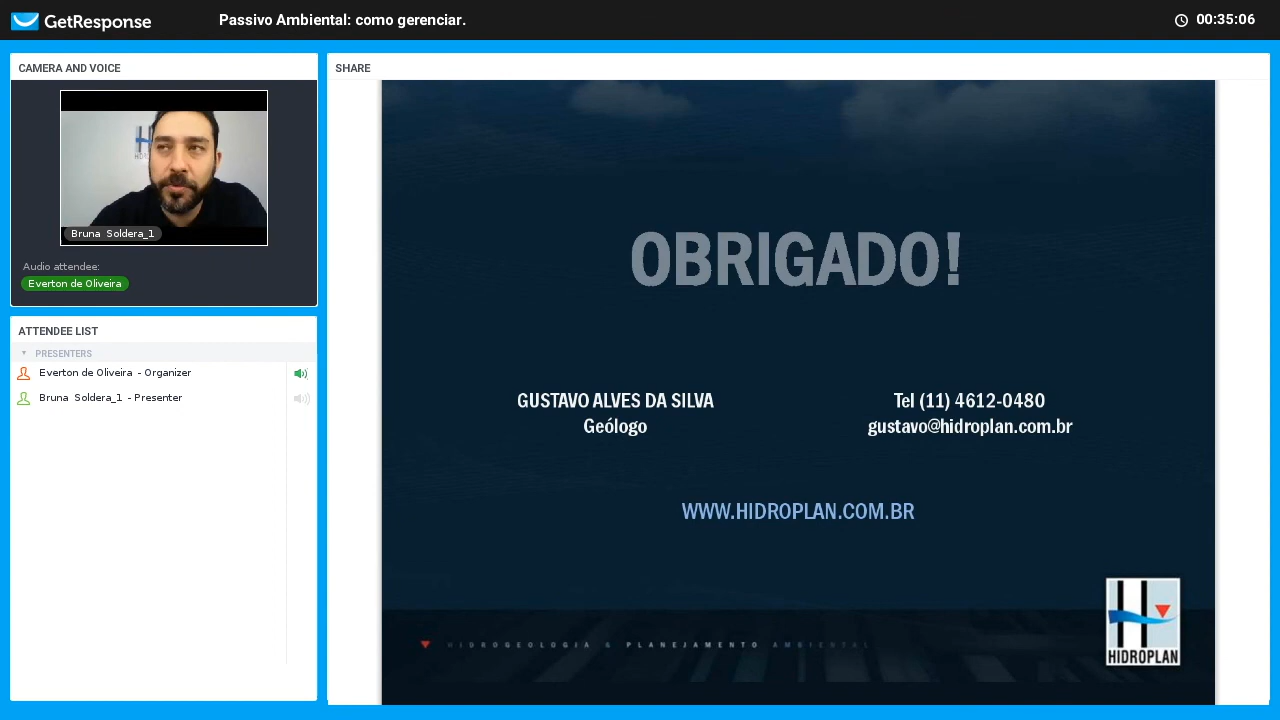 GetResponse
Passivo Ambiental: como gerenciar.
00:35:06
CAMERA AND VOICE
Bruna Soldera_1
Audio attendee:
Everton de Oliveira
ATTENDEE LIST
PRESENTERS
Everton de Oliveira - Organizer
Bruna Soldera_1 - Presenter
SHARE
OBRIGADO!
GUSTAVO ALVES DA SILVA
Geólogo
Tel (11) 4612-0480
gustavo@hidroplan.com.br
WWW.HIDROPLAN.COM.BR
HIDROGEOLOGIA & PLANEJAMENTO AMBIENTAL
HIDROPLAN